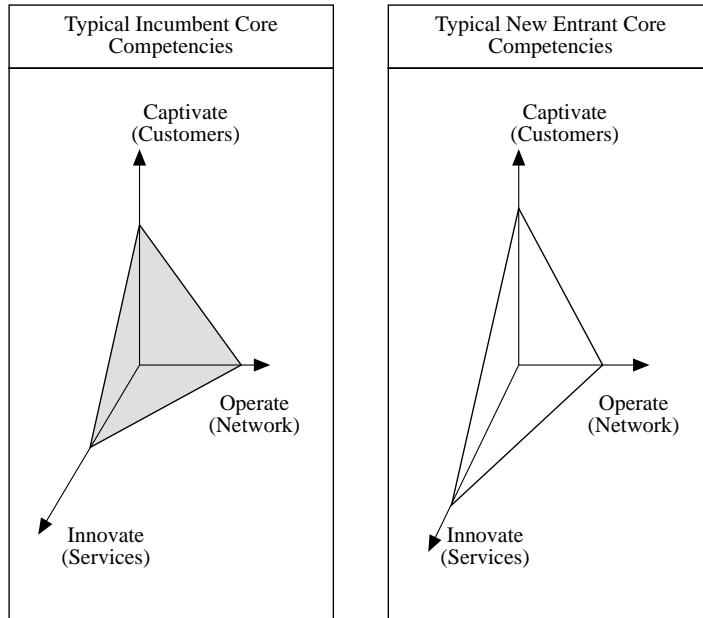 Typical Incumbent Core
Competencies
Captivate
(Customers)
Operate
(Network)
Innovate
(Services)
Typical New Entrant Core
Competencies
Captivate
(Customers)
Operate
(Network)
Innovate
(Services)